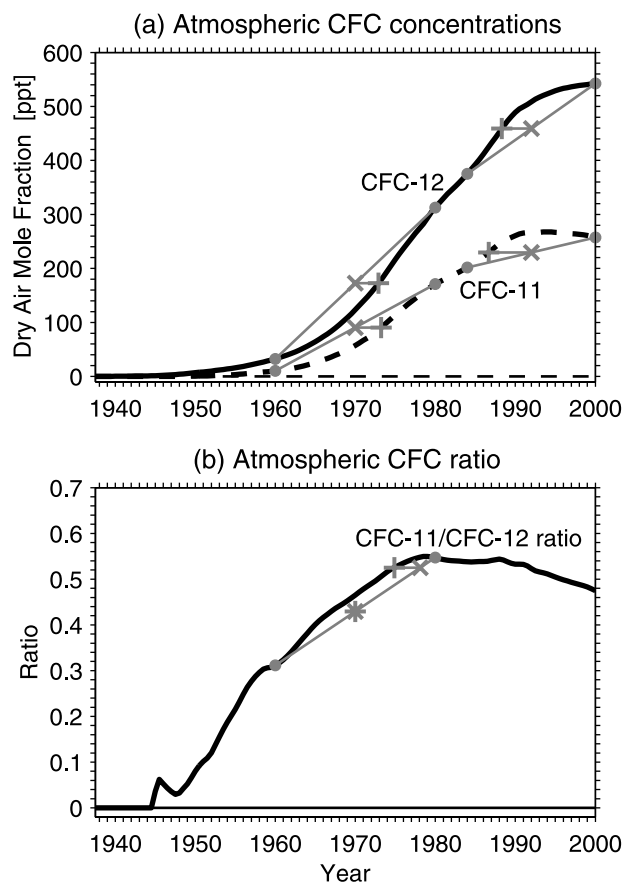 (a) Atmospheric CFC concentrations
Dry Air Mole Fraction [ppt]
600
500
400
300
200
100
0
CFC-12
CFC-11
1940 1950 1960 1970 1980 1990 2000
(b) Atmospheric CFC ratio
Ratio
0.7
0.6
0.5
0.4
0.3
0.2
0.1
0
CFC-11/CFC-12 ratio
1940 1950 1960 1970 1980 1990 2000
Year